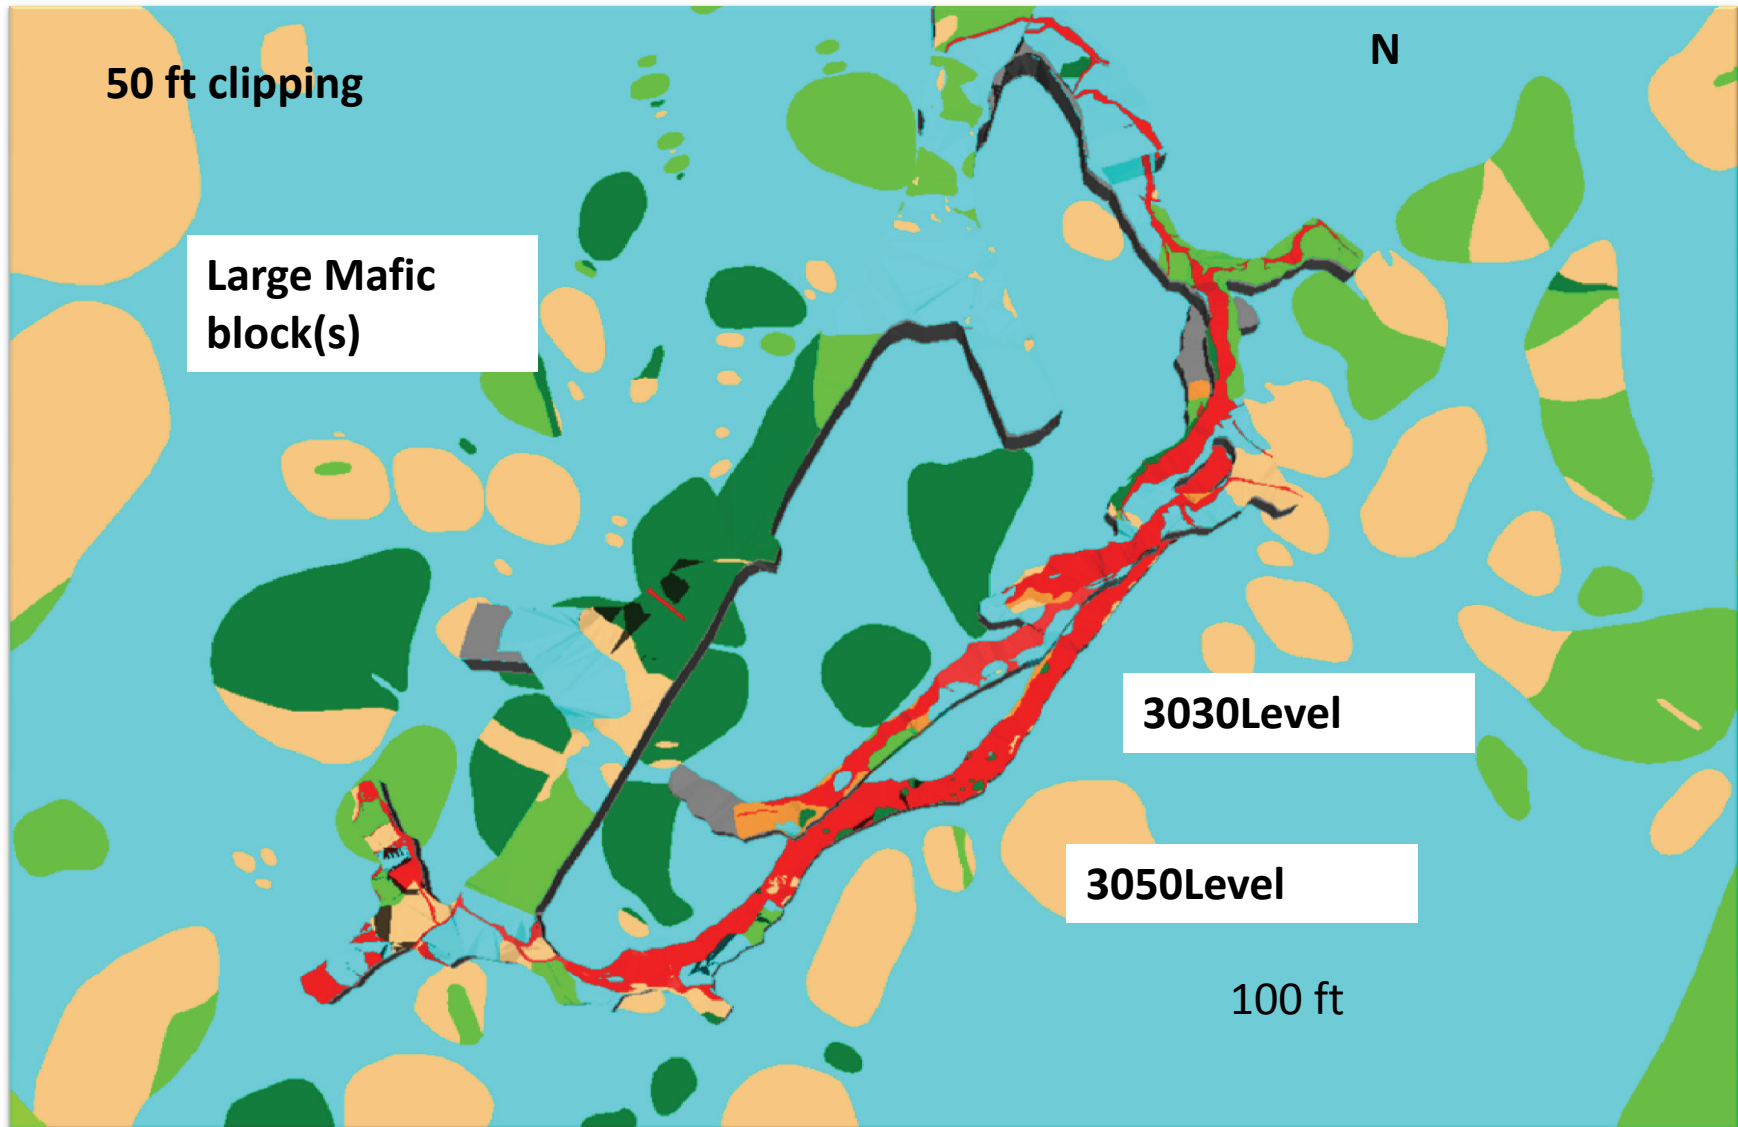 N
50 ft clipping
Large Mafic
block(s)
3030Level
3050Level
100 ft